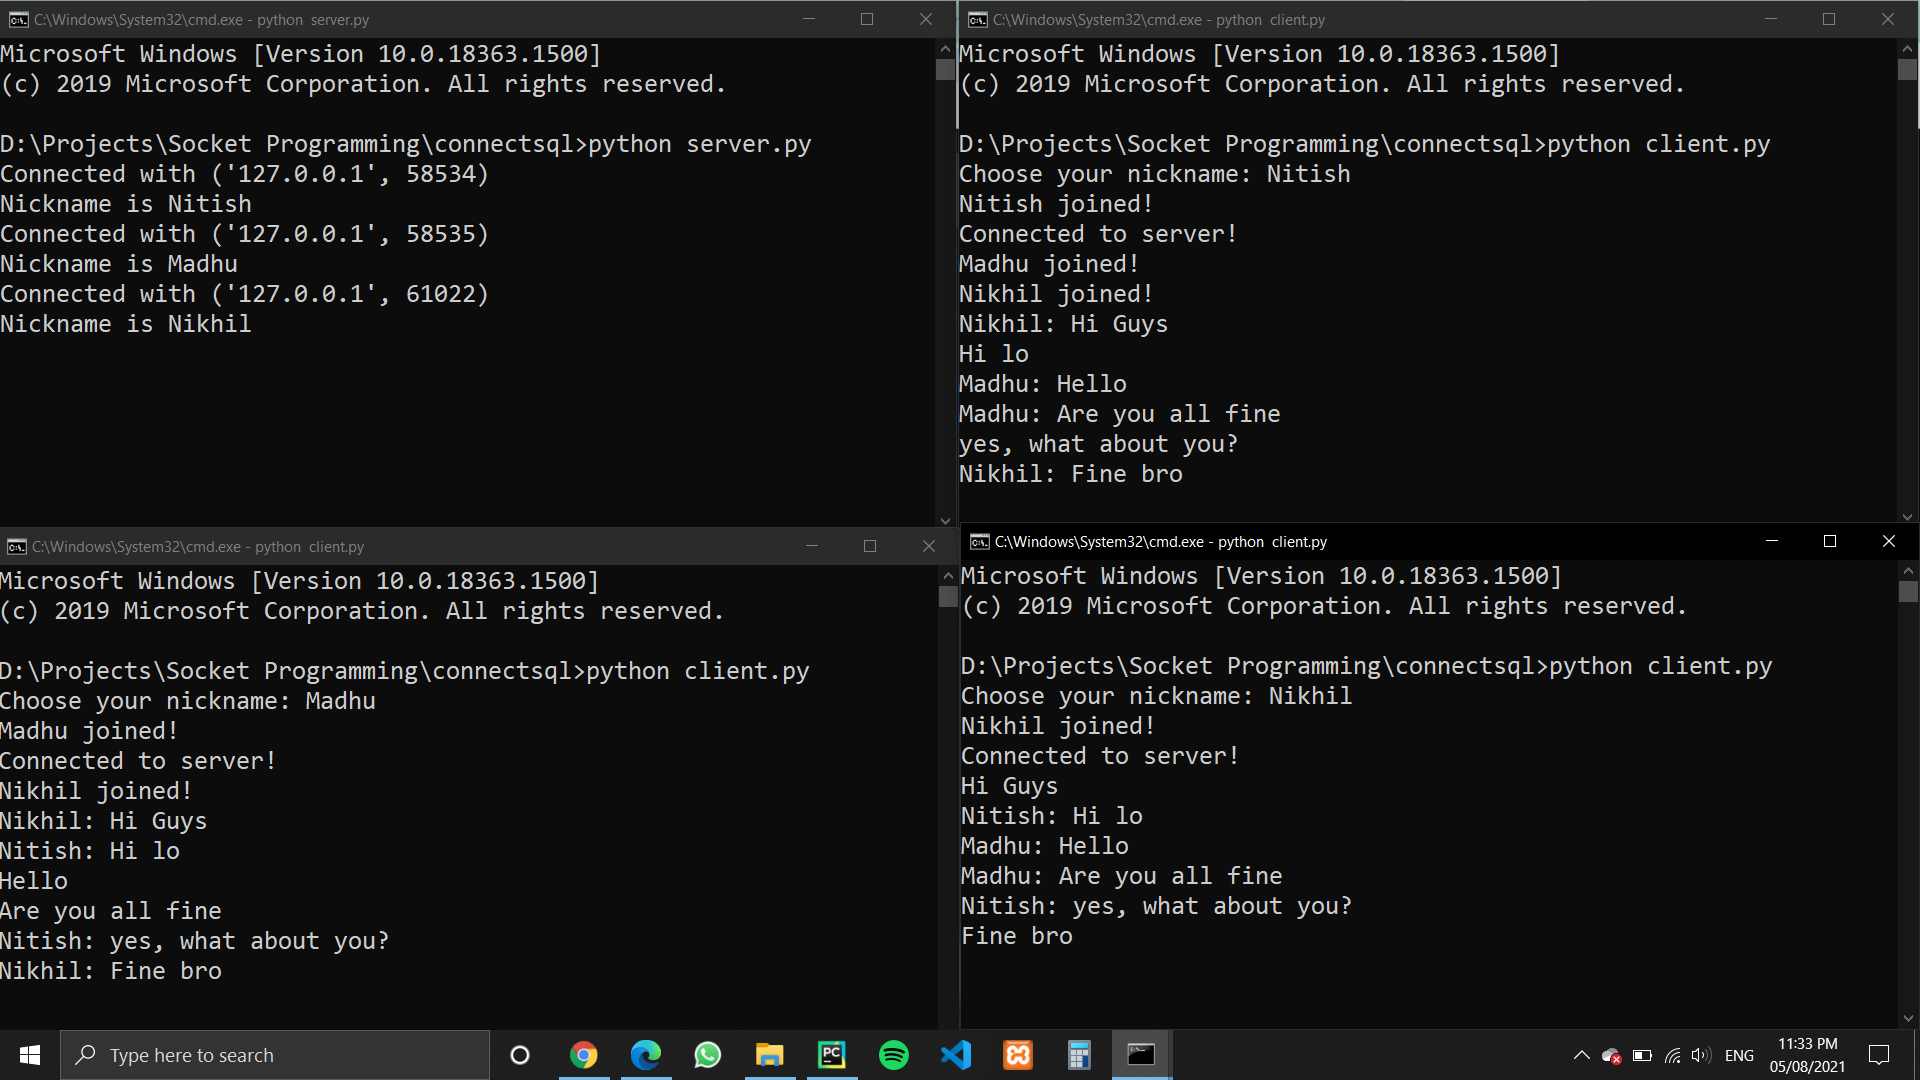 C:\Windows\System32\cmd.exe - python  server.py
Microsoft Windows [Version 10.0.18363.1500]
(c) 2019 Microsoft Corporation. All rights reserved.
D:\Projects\Socket Programming\connectsql>python server.py
Connected with ('127.0.0.1', 58534)
Nickname is Nitish
Connected with ('127.0.0.1', 58535)
Nickname is Madhu
Connected with ('127.0.0.1', 61022)
Nickname is Nikhil
C:\Windows\System32\cmd.exe - python  client.py
Microsoft Windows [Version 10.0.18363.1500]
(c) 2019 Microsoft Corporation. All rights reserved.
D:\Projects\Socket Programming\connectsql>python client.py
Choose your nickname: Nitish
Nitish joined!
Connected to server!
Madhu joined!
Nikhil joined!
Nikhil: Hi Guys
Hi lo
Madhu: Hello
Madhu: Are you all fine
yes, what about you?
Nikhil: Fine bro
C:\Windows\System32\cmd.exe - python  client.py
Microsoft Windows [Version 10.0.18363.1500]
(c) 2019 Microsoft Corporation. All rights reserved.
D:\Projects\Socket Programming\connectsql>python client.py
Choose your nickname: Madhu
Madhu joined!
Connected to server!
Nikhil joined!
Nikhil: Hi Guys
Nitish: Hi lo
Hello
Are you all fine
Nitish: yes, what about you?
Nikhil: Fine bro
C:\Windows\System32\cmd.exe - python  client.py
Microsoft Windows [Version 10.0.18363.1500]
(c) 2019 Microsoft Corporation. All rights reserved.
D:\Projects\Socket Programming\connectsql>python client.py
Choose your nickname: Nikhil
Nikhil joined!
Connected to server!
Hi Guys
Nitish: Hi lo
Madhu: Hello
Madhu: Are you all fine
Nitish: yes, what about you?
Fine bro
Type here to search
PC
ENG
11:33 PM
05/08/2021